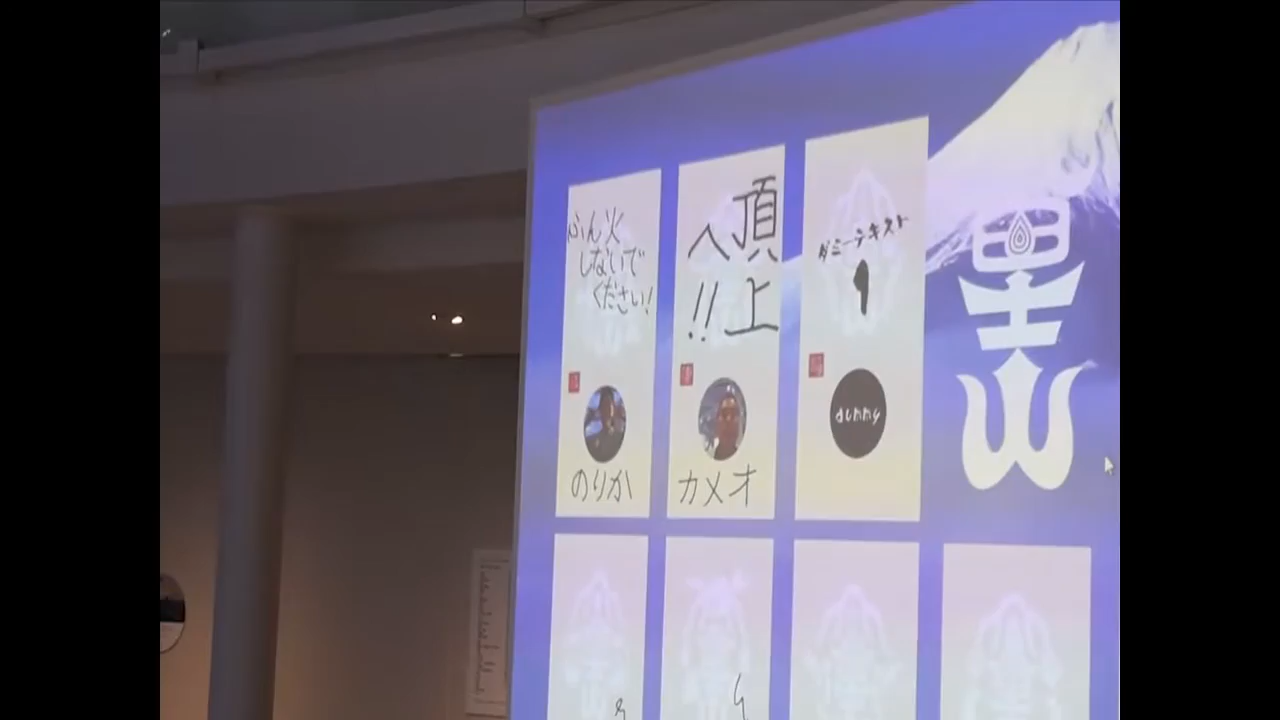 ふん火
しないで
ください!
のりか
頂上
へ!!
カメオ
ダミーテキスト
1
dummy